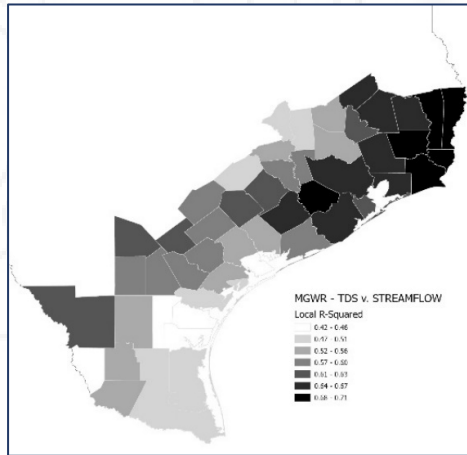 MGWR - TDS v. STREAMFLOW
Local R-Squared
0.42 - 0.46
0.47 - 0.51
0.52 - 0.56
0.57 - 0.60
0.61 - 0.63
0.64 - 0.67
0.68 - 0.71